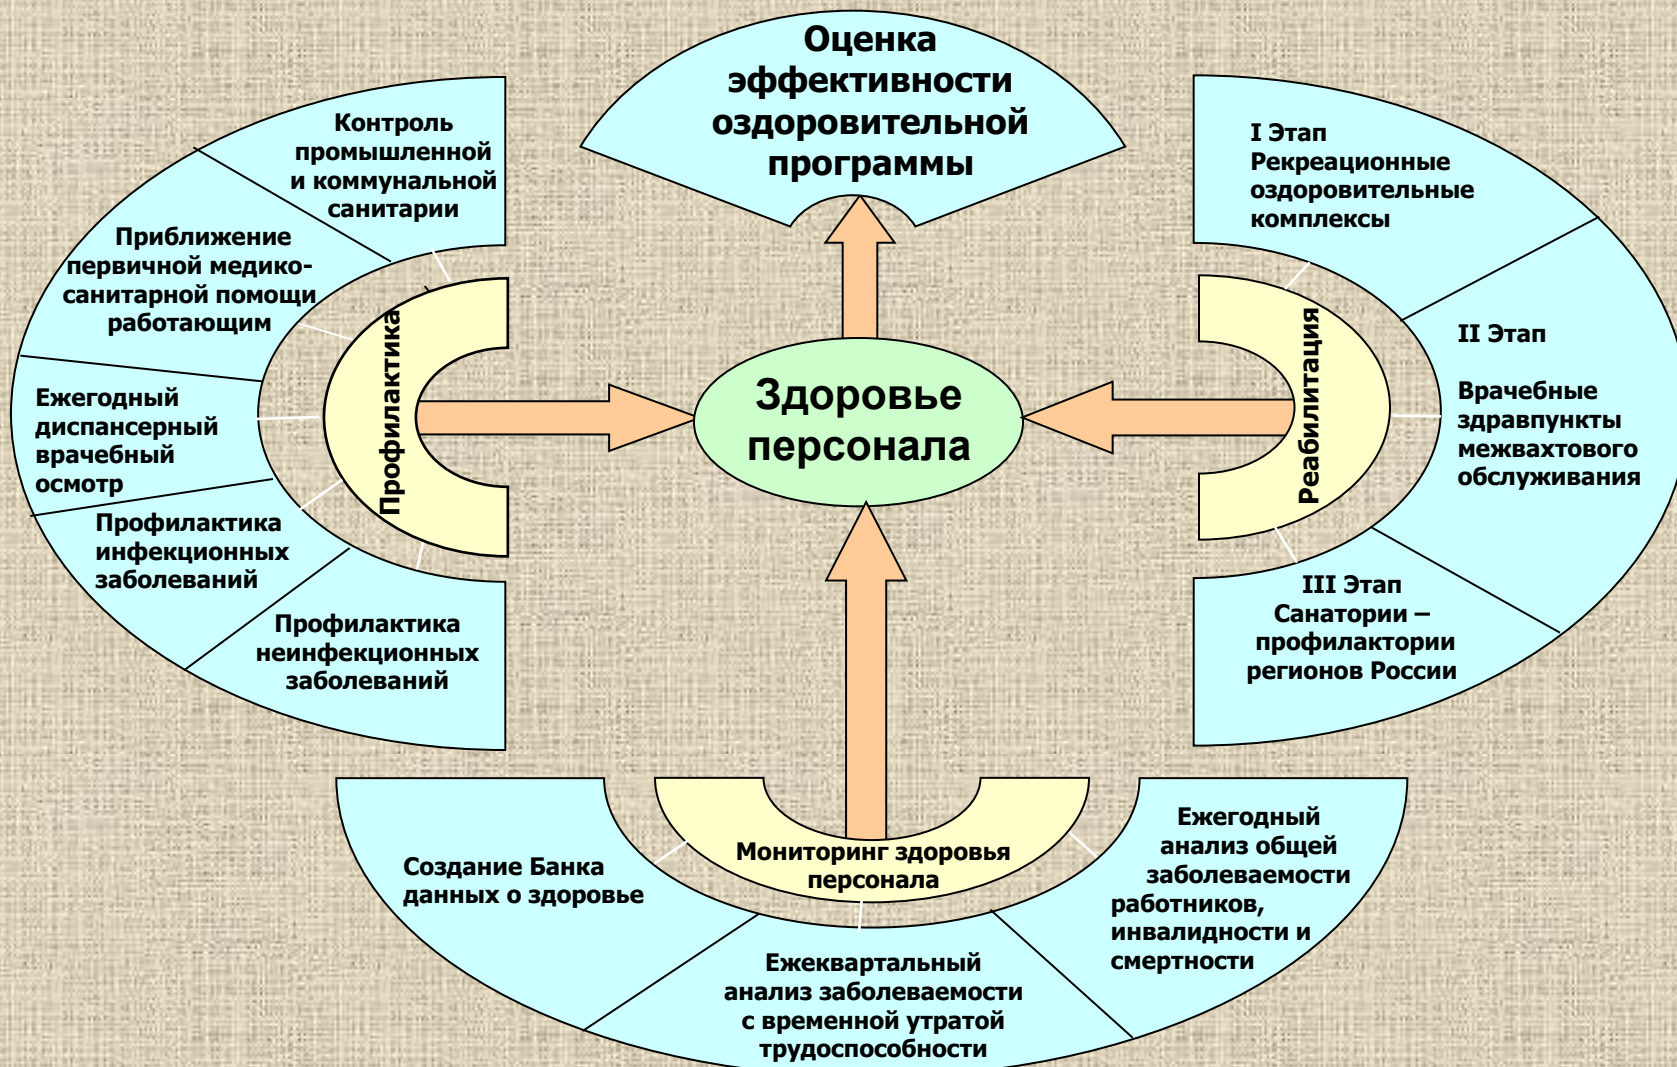 Оценка
эффективности
оздоровительной
программы
Контроль
промышленной
и коммунальной
санитарии
Приближение
первичной медико-
санитарной помощи
работающим
Ежегодный
диспансерный
врачебный
осмотр
Профилактика
инфекционных
заболеваний
Профилактика
неинфекционных
заболеваний
Профилактика
Здоровье
персонала
Реабилитация
I Этап
Рекреационные
оздоровительные
комплексы
II Этап
Врачебные
здравпункты
межвахтового
обслуживания
III Этап
Санатории –
профилактории
регионов России
Мониторинг здоровья
персонала
Создание Банка
данных о здоровье
Ежеквартальный
анализ заболеваемости
с временной утратой
трудоспособности
Ежегодный
анализ общей
заболеваемости
работников,
инвалидности и
смертности